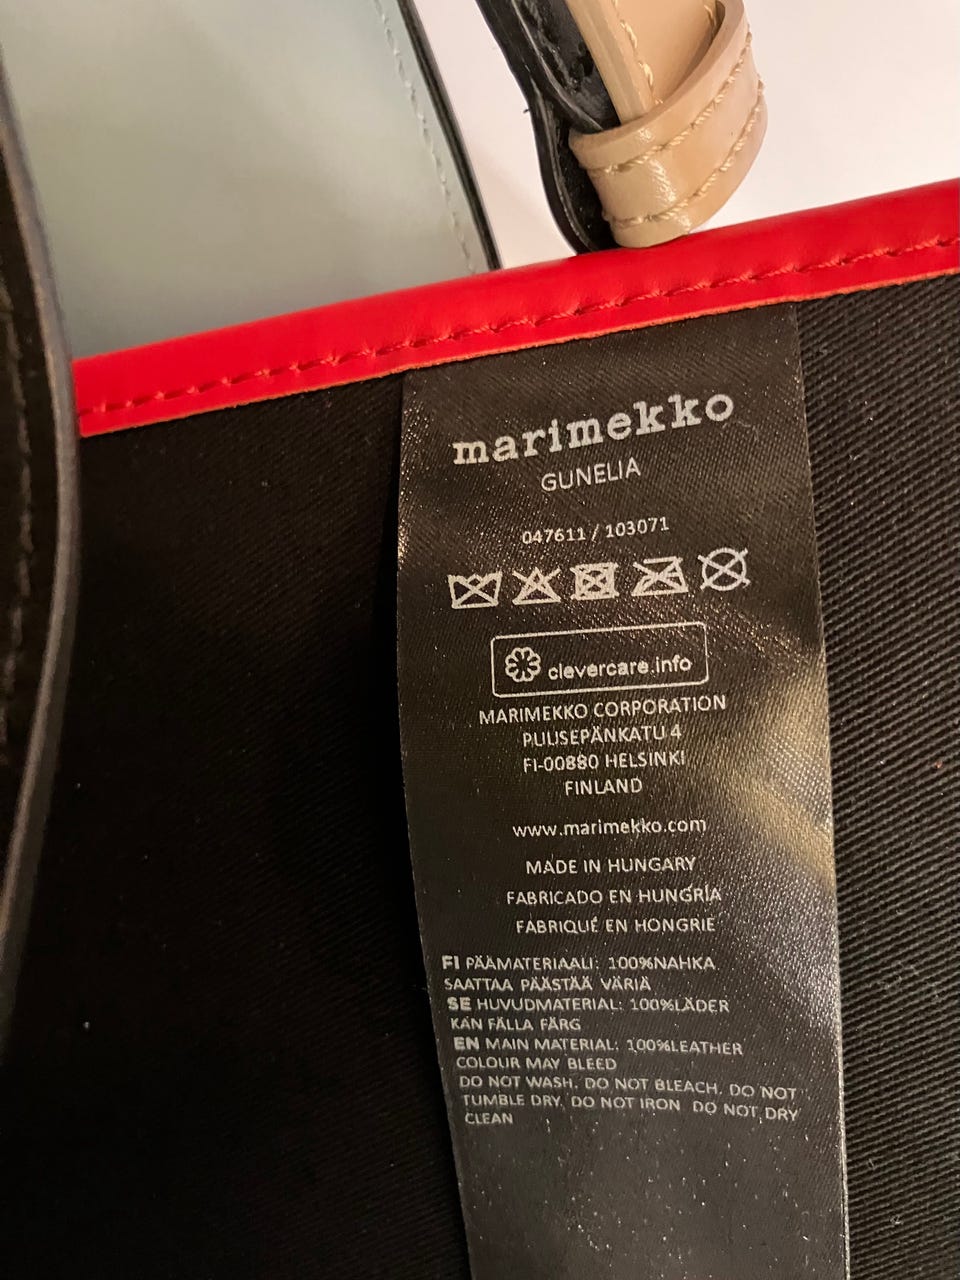 marimekko
GUNELIA
047611 / 103071
clevercare.info
MARIMEKKO CORPORATION
PUUSEPÄNKATU 4
FI-00880 HELSINKI
FINLAND
www.marimekko.com
MADE IN HUNGARY
FABRICADO EN HUNGRÍA
FABRIQUÉ EN HONGRIE
FI PÄÄMATERIAALI: 100%NAHKA
SAATTAA PÄÄSTÄÄ VÄRIÄ
SE HUVUDMATERIAL: 100%LÄDER
KAN FÄLLA FÄRG
EN MAIN MATERIAL: 100%LEATHER
COLOUR MAY BLEED
DO NOT WASH. DO NOT BLEACH. DO NOT
TUMBLE DRY. DO NOT IRON DO NOT DRY
CLEAN